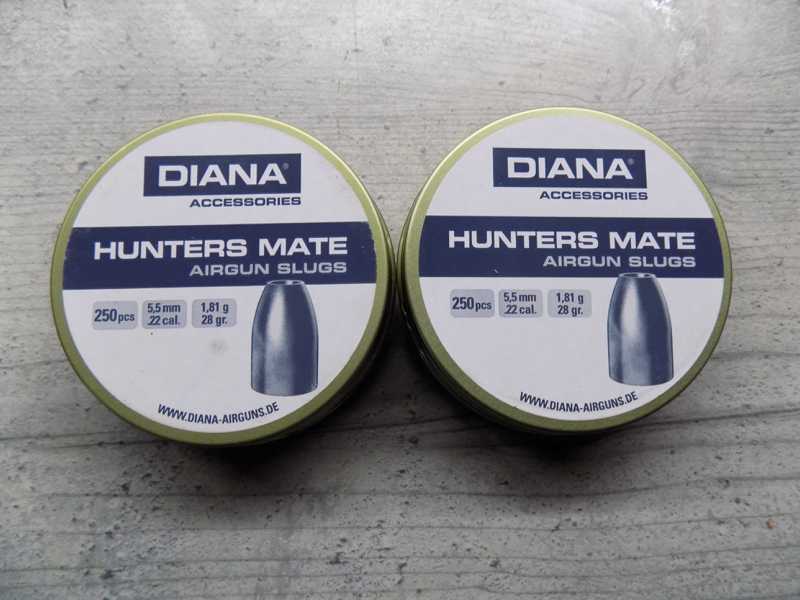 DIANA®
ACCESSORIES
HUNTERS MATE
AIRGUN SLUGS
250 pcs
5,5 mm
.22 cal.
1,81 g
28 gr.
WWW.DIANA-AIRGUNS.DE
DIANA®
ACCESSORIES
HUNTERS MATE
AIRGUN SLUGS
250 pcs
5,5 mm
.22 cal.
1,81 g
28 gr.
WWW.DIANA-AIRGUNS.DE